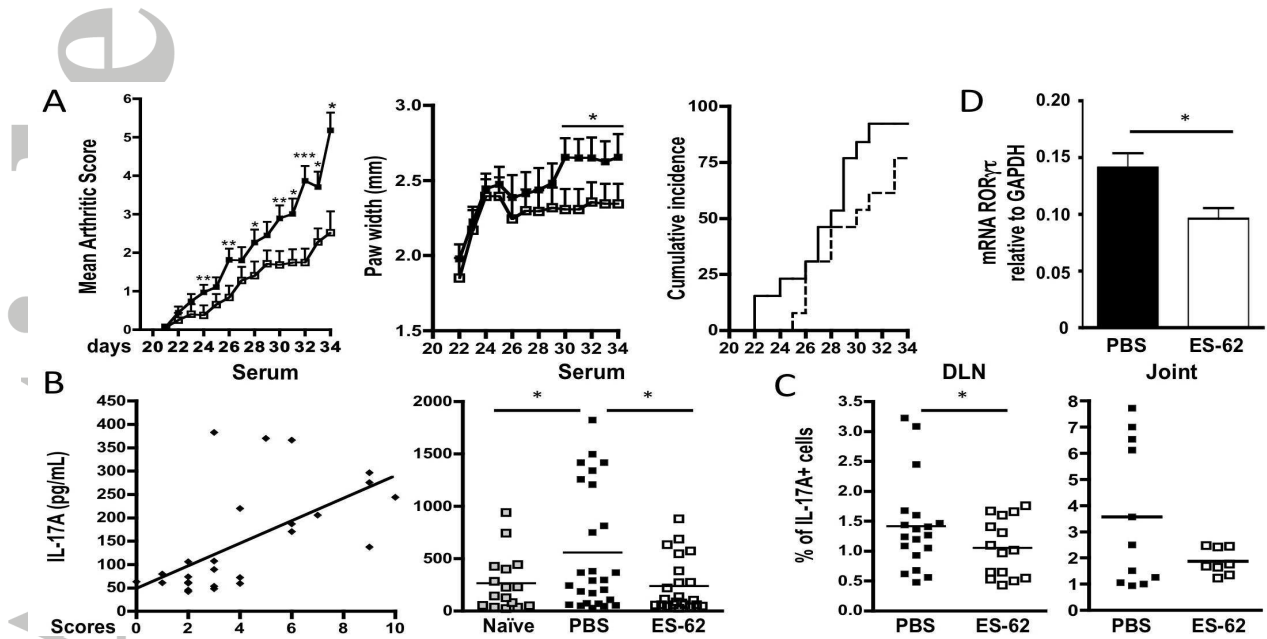 A
Mean Arthritic Score
6
5
4
3
2
1
0
* ** ** * ** * *** * *
days 20 22 24 26 28 30 32 34
Paw width (mm)
3.0
2.5
2.0
1.5
*
20 22 24 26 28 30 32 34
Cumulative incidence
100
75
50
25
0
20 22 24 26 28 30 32 34
D
mRNA RORγτ
relative to GAPDH
0.20
0.15
0.10
0.05
0
*
PBS ES-62
B
Serum
IL-17A (pg/mL)
450
400
350
300
250
200
150
100
50
0
Scores 0 2 4 6 8 10
Serum
2000
1500
1000
500
0
* *
Naïve PBS ES-62
C
DLN
% of IL-17A+ cells
3.5
3.0
2.5
2.0
1.5
1.0
0.5
0.0
*
PBS ES-62
Joint
8
7
6
5
4
3
2
1
0
PBS ES-62